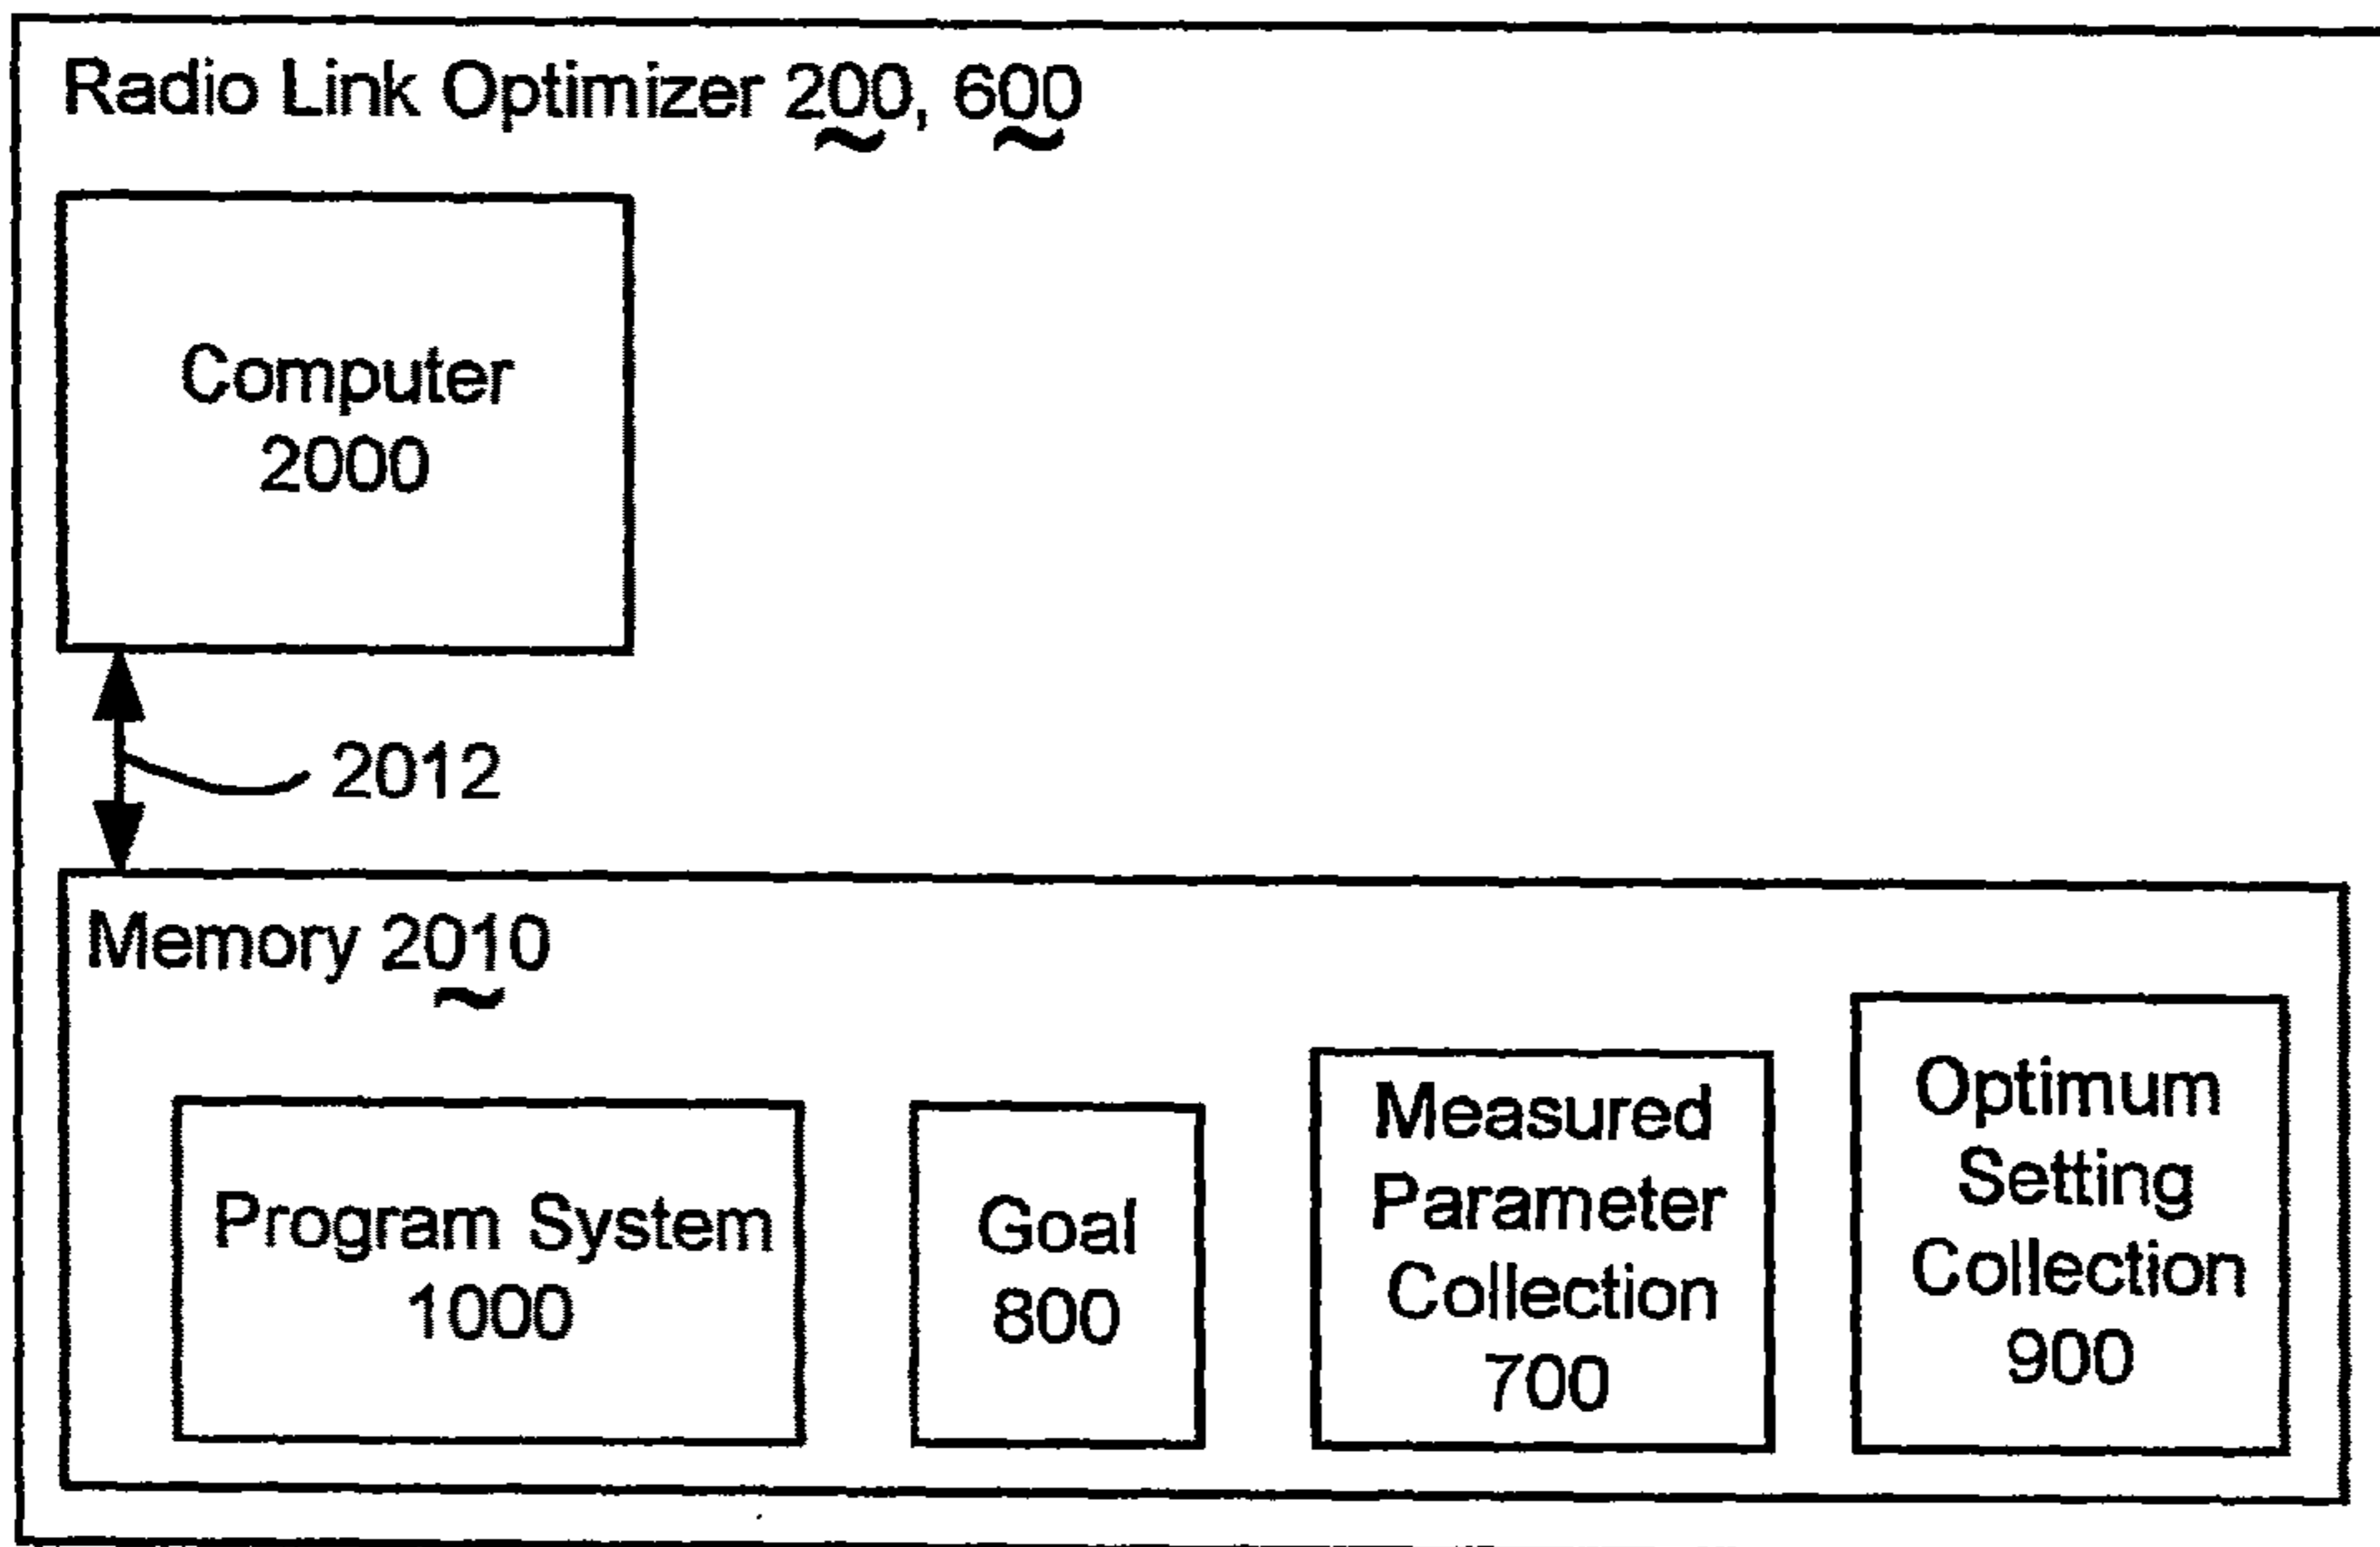 Radio Link Optimizer 200, 600
Computer
2000
2012
Memory 2010
Program System
1000
Goal
800
Measured
Parameter
Collection
700
Optimum
Setting
Collection
900